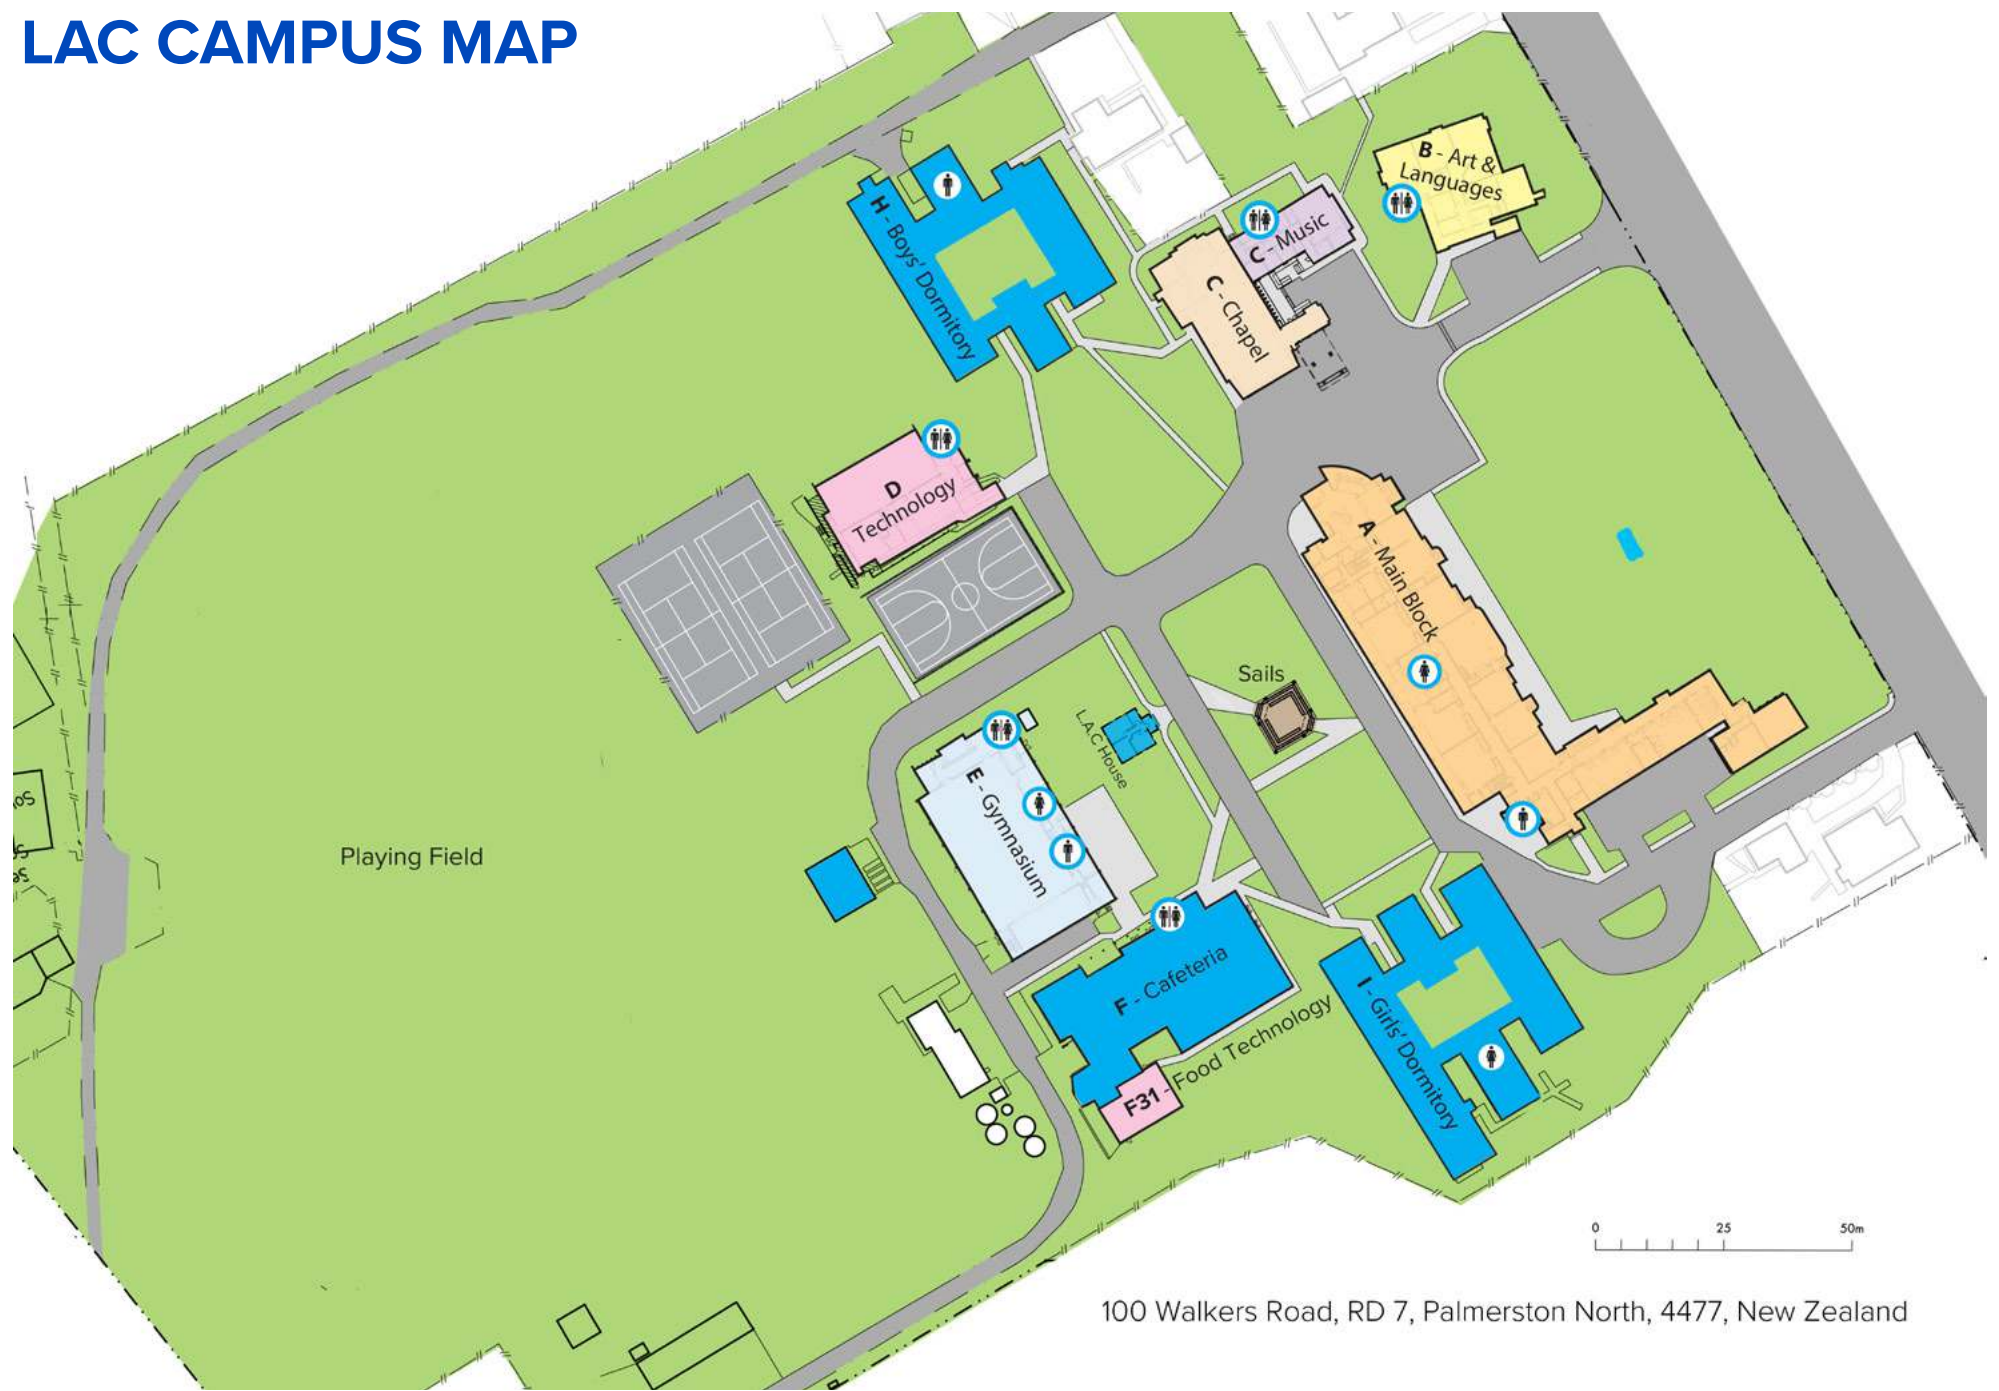 LAC CAMPUS MAP
B - Art &
Languages
C - Music
H - Boys' Dormitory
C - Chapel
D
Technology
A - Main Block
Sails
L.A.C House
E - Gymnasium
Playing Field
F - Cafeteria
F31 - Food Technology
I - Girls' Dormitory
0 25 50m
100 Walkers Road, RD 7, Palmerston North, 4477, New Zealand